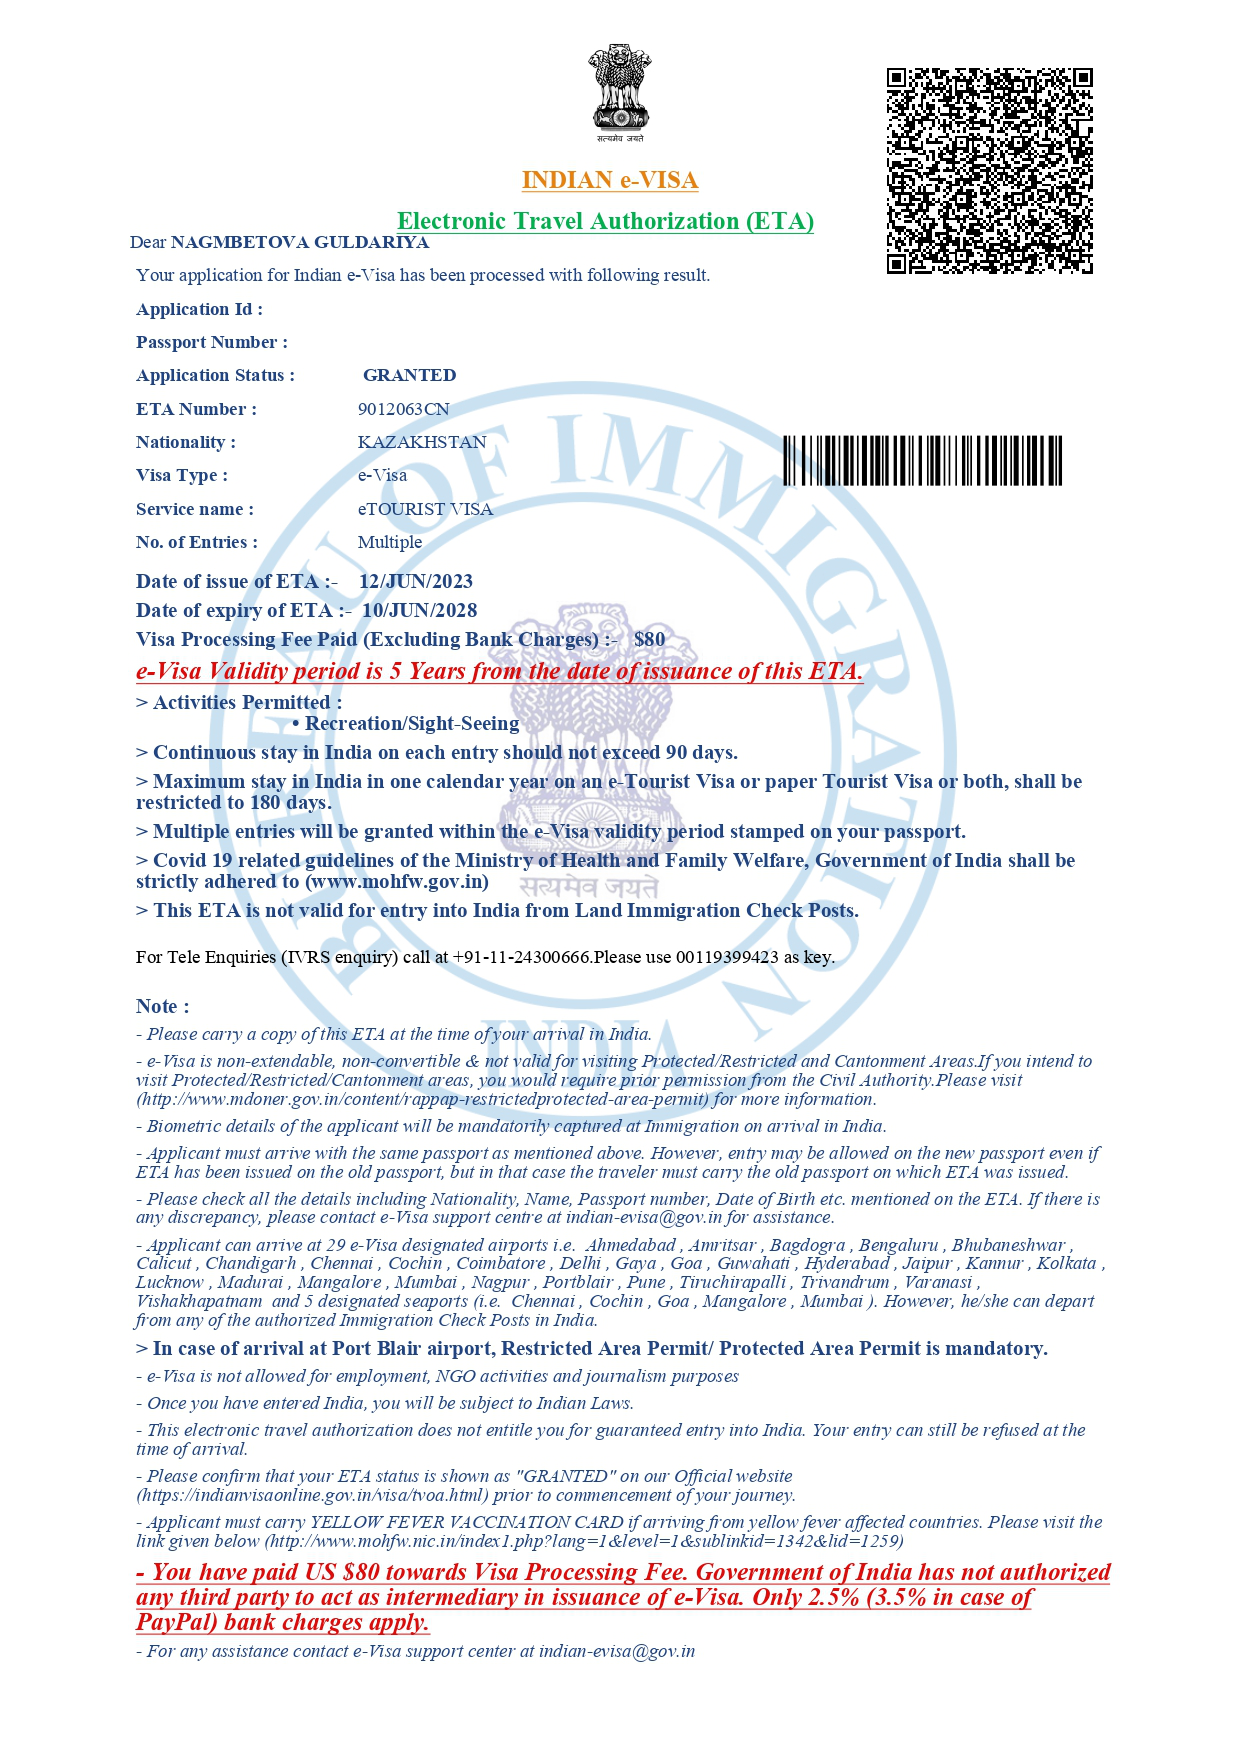 सत्यमेव जयते
INDIAN e-VISA
Electronic Travel Authorization (ETA)
Dear NAGMBETOVA GULDARIYA
Your application for Indian e-Visa has been processed with following result.
Application Id :
Passport Number :
Application Status : GRANTED
ETA Number : 9012063CN
Nationality : KAZAKHSTAN
Visa Type : e-Visa
Service name : eTOURIST VISA
No. of Entries : Multiple
Date of issue of ETA :- 12/JUN/2023
Date of expiry of ETA :- 10/JUN/2028
Visa Processing Fee Paid (Excluding Bank Charges) :- $80
e-Visa Validity period is 5 Years from the date of issuance of this ETA.
> Activities Permitted :
• Recreation/Sight-Seeing
> Continuous stay in India on each entry should not exceed 90 days.
> Maximum stay in India in one calendar year on an e-Tourist Visa or paper Tourist Visa or both, shall be
restricted to 180 days.
> Multiple entries will be granted within the e-Visa validity period stamped on your passport.
> Covid 19 related guidelines of the Ministry of Health and Family Welfare, Government of India shall be
strictly adhered to (www.mohfw.gov.in)
> This ETA is not valid for entry into India from Land Immigration Check Posts.
For Tele Enquiries (IVRS enquiry) call at +91-11-24300666.Please use 00119399423 as key.
Note :
- Please carry a copy of this ETA at the time of your arrival in India.
- e-Visa is non-extendable, non-convertible & not valid for visiting Protected/Restricted and Cantonment Areas.If you intend to
visit Protected/Restricted/Cantonment areas, you would require prior permission from the Civil Authority.Please visit
(http://www.mdoner.gov.in/content/rappap-restrictedprotected-area-permit) for more information.
- Biometric details of the applicant will be mandatorily captured at Immigration on arrival in India.
- Applicant must arrive with the same passport as mentioned above. However, entry may be allowed on the new passport even if
ETA has been issued on the old passport, but in that case the traveler must carry the old passport on which ETA was issued.
- Please check all the details including Nationality, Name, Passport number, Date of Birth etc. mentioned on the ETA. If there is
any discrepancy, please contact e-Visa support centre at indian-evisa@gov.in for assistance.
- Applicant can arrive at 29 e-Visa designated airports i.e. Ahmedabad , Amritsar , Bagdogra , Bengaluru , Bhubaneshwar ,
Calicut , Chandigarh , Chennai , Cochin , Coimbatore , Delhi , Gaya , Goa , Guwahati , Hyderabad , Jaipur , Kannur , Kolkata ,
Lucknow , Madurai , Mangalore , Mumbai , Nagpur , Portblair , Pune , Tiruchirapalli , Trivandrum , Varanasi ,
Vishakhapatnam and 5 designated seaports (i.e. Chennai , Cochin , Goa , Mangalore , Mumbai ). However, he/she can depart
from any of the authorized Immigration Check Posts in India.
> In case of arrival at Port Blair airport, Restricted Area Permit/ Protected Area Permit is mandatory.
- e-Visa is not allowed for employment, NGO activities and journalism purposes
- Once you have entered India, you will be subject to Indian Laws.
- This electronic travel authorization does not entitle you for guaranteed entry into India. Your entry can still be refused at the
time of arrival.
- Please confirm that your ETA status is shown as "GRANTED" on our Official website
(https://indianvisaonline.gov.in/visa/tvoa.html) prior to commencement of your journey.
- Applicant must carry YELLOW FEVER VACCINATION CARD if arriving from yellow fever affected countries. Please visit the
link given below (http://www.mohfw.nic.in/index1.php?lang=1&level=1&sublinkid=1342&lid=1259)
- You have paid US $80 towards Visa Processing Fee. Government of India has not authorized
any third party to act as intermediary in issuance of e-Visa. Only 2.5% (3.5% in case of
PayPal) bank charges apply.
- For any assistance contact e-Visa support center at indian-evisa@gov.in
BUREAU OF IMMIGRATION
INDIA
सत्यमेव जयते